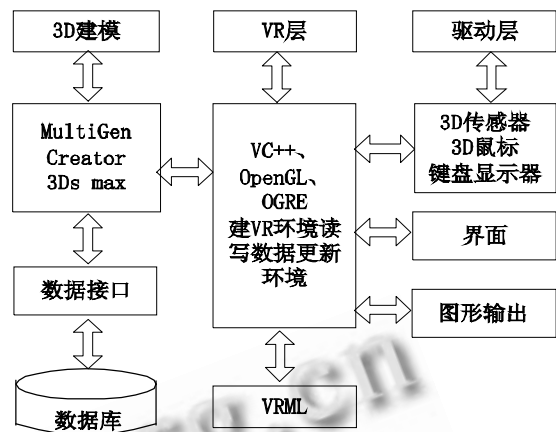 3D建模
VR层
驱动层
MultiGen
Creator
3Ds max
VC++、
OpenGL、
OGRE
建VR环境读
写数据更新
环境
3D传感器
3D鼠标
键盘显示器
界面
数据接口
图形输出
数据库
VRML